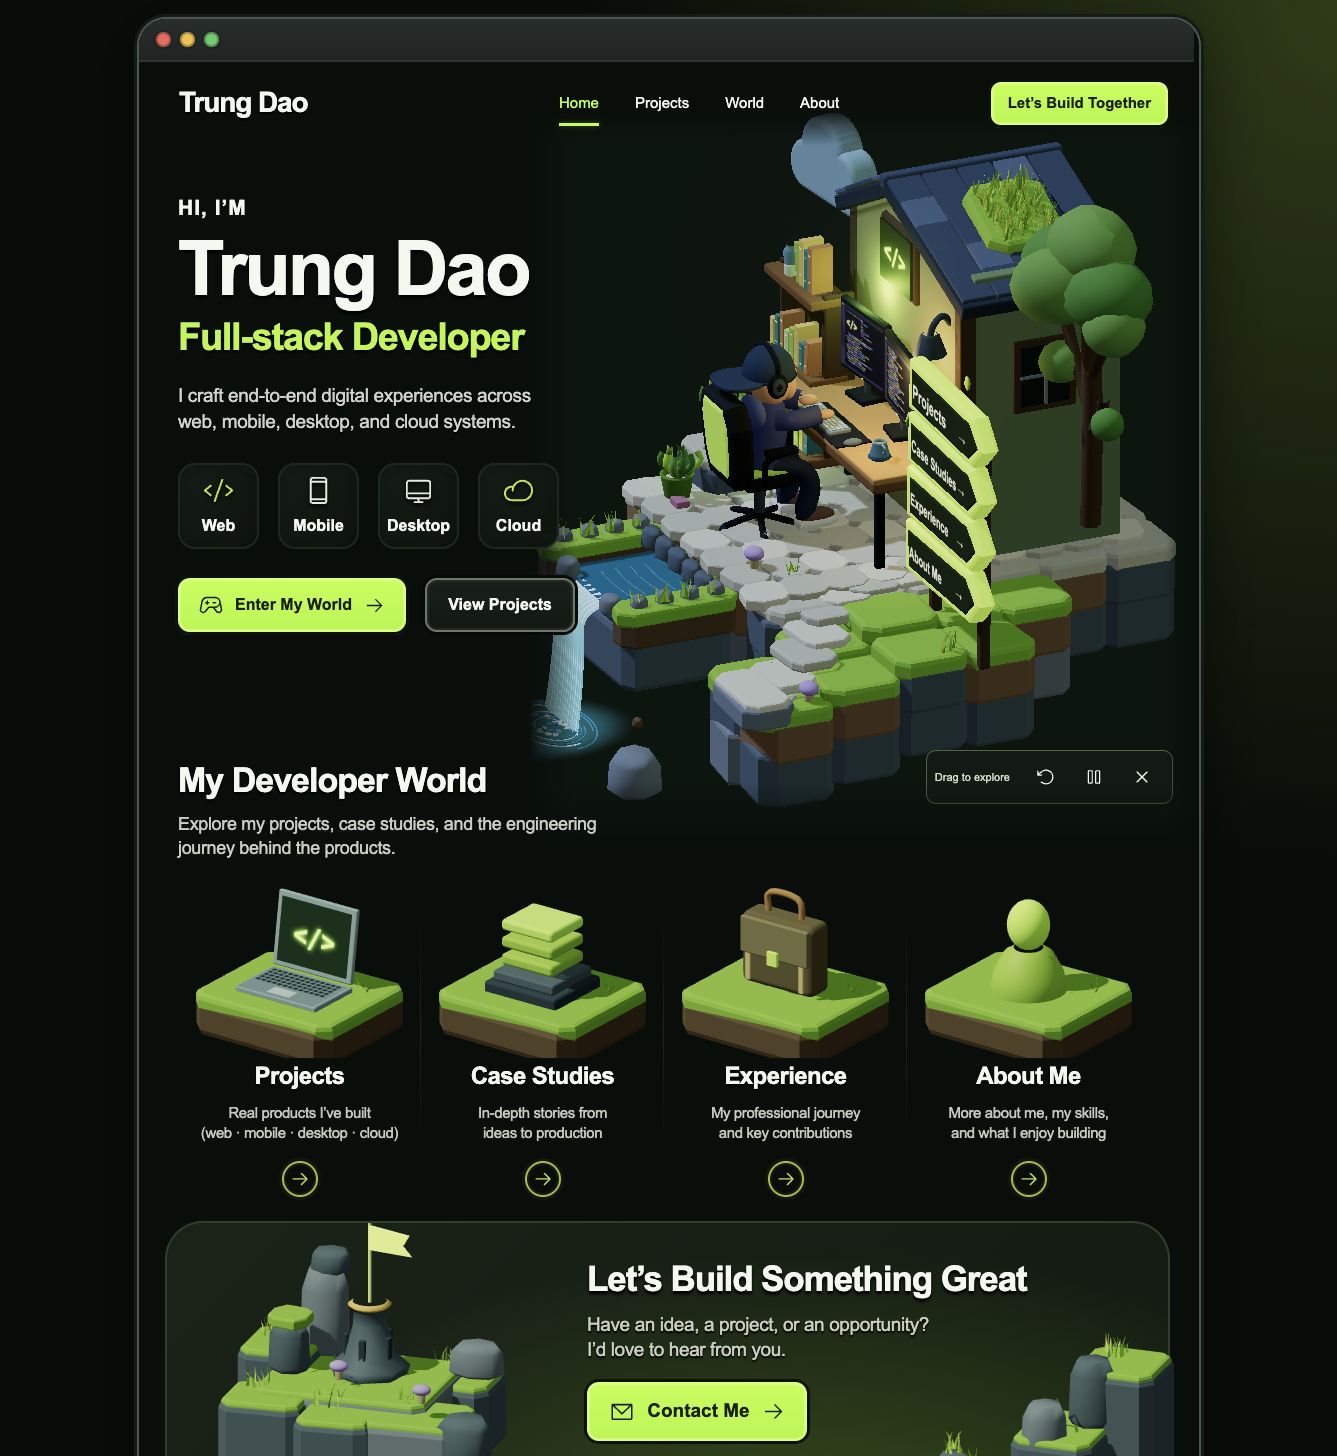 Trung Dao
Home
Projects
World
About
Let's Build Together
HI, I'M
Trung Dao
Full-stack Developer
I craft end-to-end digital experiences across
web, mobile, desktop, and cloud systems.
</> 
Web
Mobile
Desktop
Cloud
Enter My World
View Projects
</>
</>
Projects →
Case Studies →
Experience →
About Me →
Drag to explore
My Developer World
Explore my projects, case studies, and the engineering
journey behind the products.
</>
Projects
Real products I've built
(web · mobile · desktop · cloud)
Case Studies
In-depth stories from
ideas to production
Experience
My professional journey
and key contributions
About Me
More about me, my skills,
and what I enjoy building
Let's Build Something Great
Have an idea, a project, or an opportunity?
I'd love to hear from you.
Contact Me